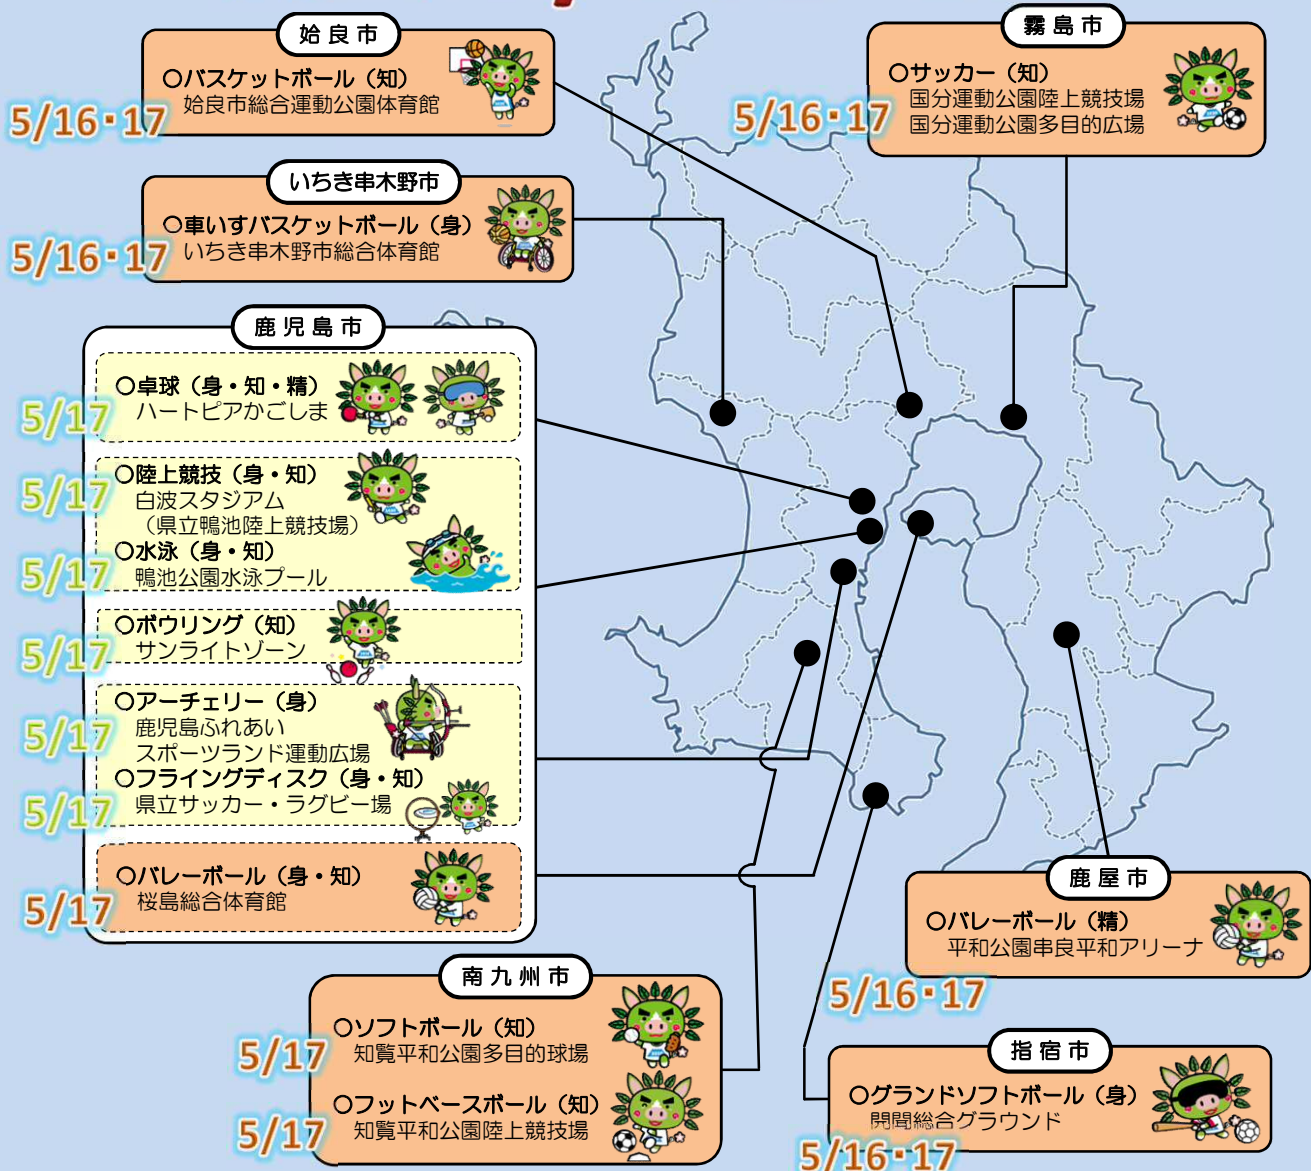 姶良市
○バスケットボール（知）
姶良市総合運動公園体育館
5/16・17
霧島市
○サッカー（知）
国分運動公園陸上競技場
国分運動公園多目的広場
5/16・17
いちき串木野市
○車いすバスケットボール（身）
いちき串木野市総合体育館
5/16・17
鹿児島市
○卓球（身・知・精）
ハートピアかごしま
5/17
○陸上競技（身・知）
白波スタジアム
（県立鴨池陸上競技場）
5/17
○水泳（身・知）
鴨池公園水泳プール
5/17
○ボウリング（知）
サンライトゾーン
5/17
○アーチェリー（身）
鹿児島ふれあい
スポーツランド運動広場
5/17
○フライングディスク（身・知）
県立サッカー・ラグビー場
5/17
○バレーボール（身・知）
桜島総合体育館
5/17
鹿屋市
○バレーボール（精）
平和公園串良平和アリーナ
5/16・17
南九州市
○ソフトボール（知）
知覧平和公園多目的球場
5/17
○フットベースボール（知）
知覧平和公園陸上競技場
5/17
指宿市
○グランドソフトボール（身）
開聞総合グラウンド
5/16・17